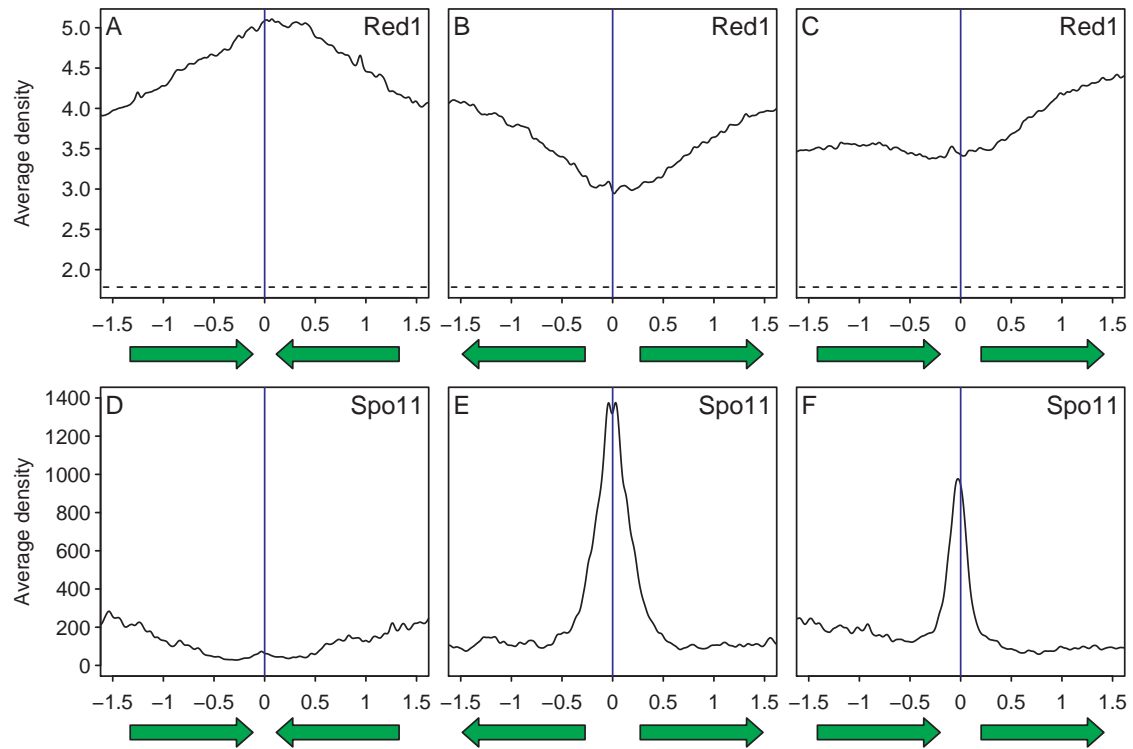 A Red1
B Red1
C Red1
Average density
5.0
4.5
4.0
3.5
3.0
2.5
2.0
−1.5 −1 −0.5 0 0.5 1 1.5
−1.5 −1 −0.5 0 0.5 1 1.5
−1.5 −1 −0.5 0 0.5 1 1.5
D Spo11
E Spo11
F Spo11
Average density
1400
1200
1000
800
600
400
200
0
−1.5 −1 −0.5 0 0.5 1 1.5
−1.5 −1 −0.5 0 0.5 1 1.5
−1.5 −1 −0.5 0 0.5 1 1.5